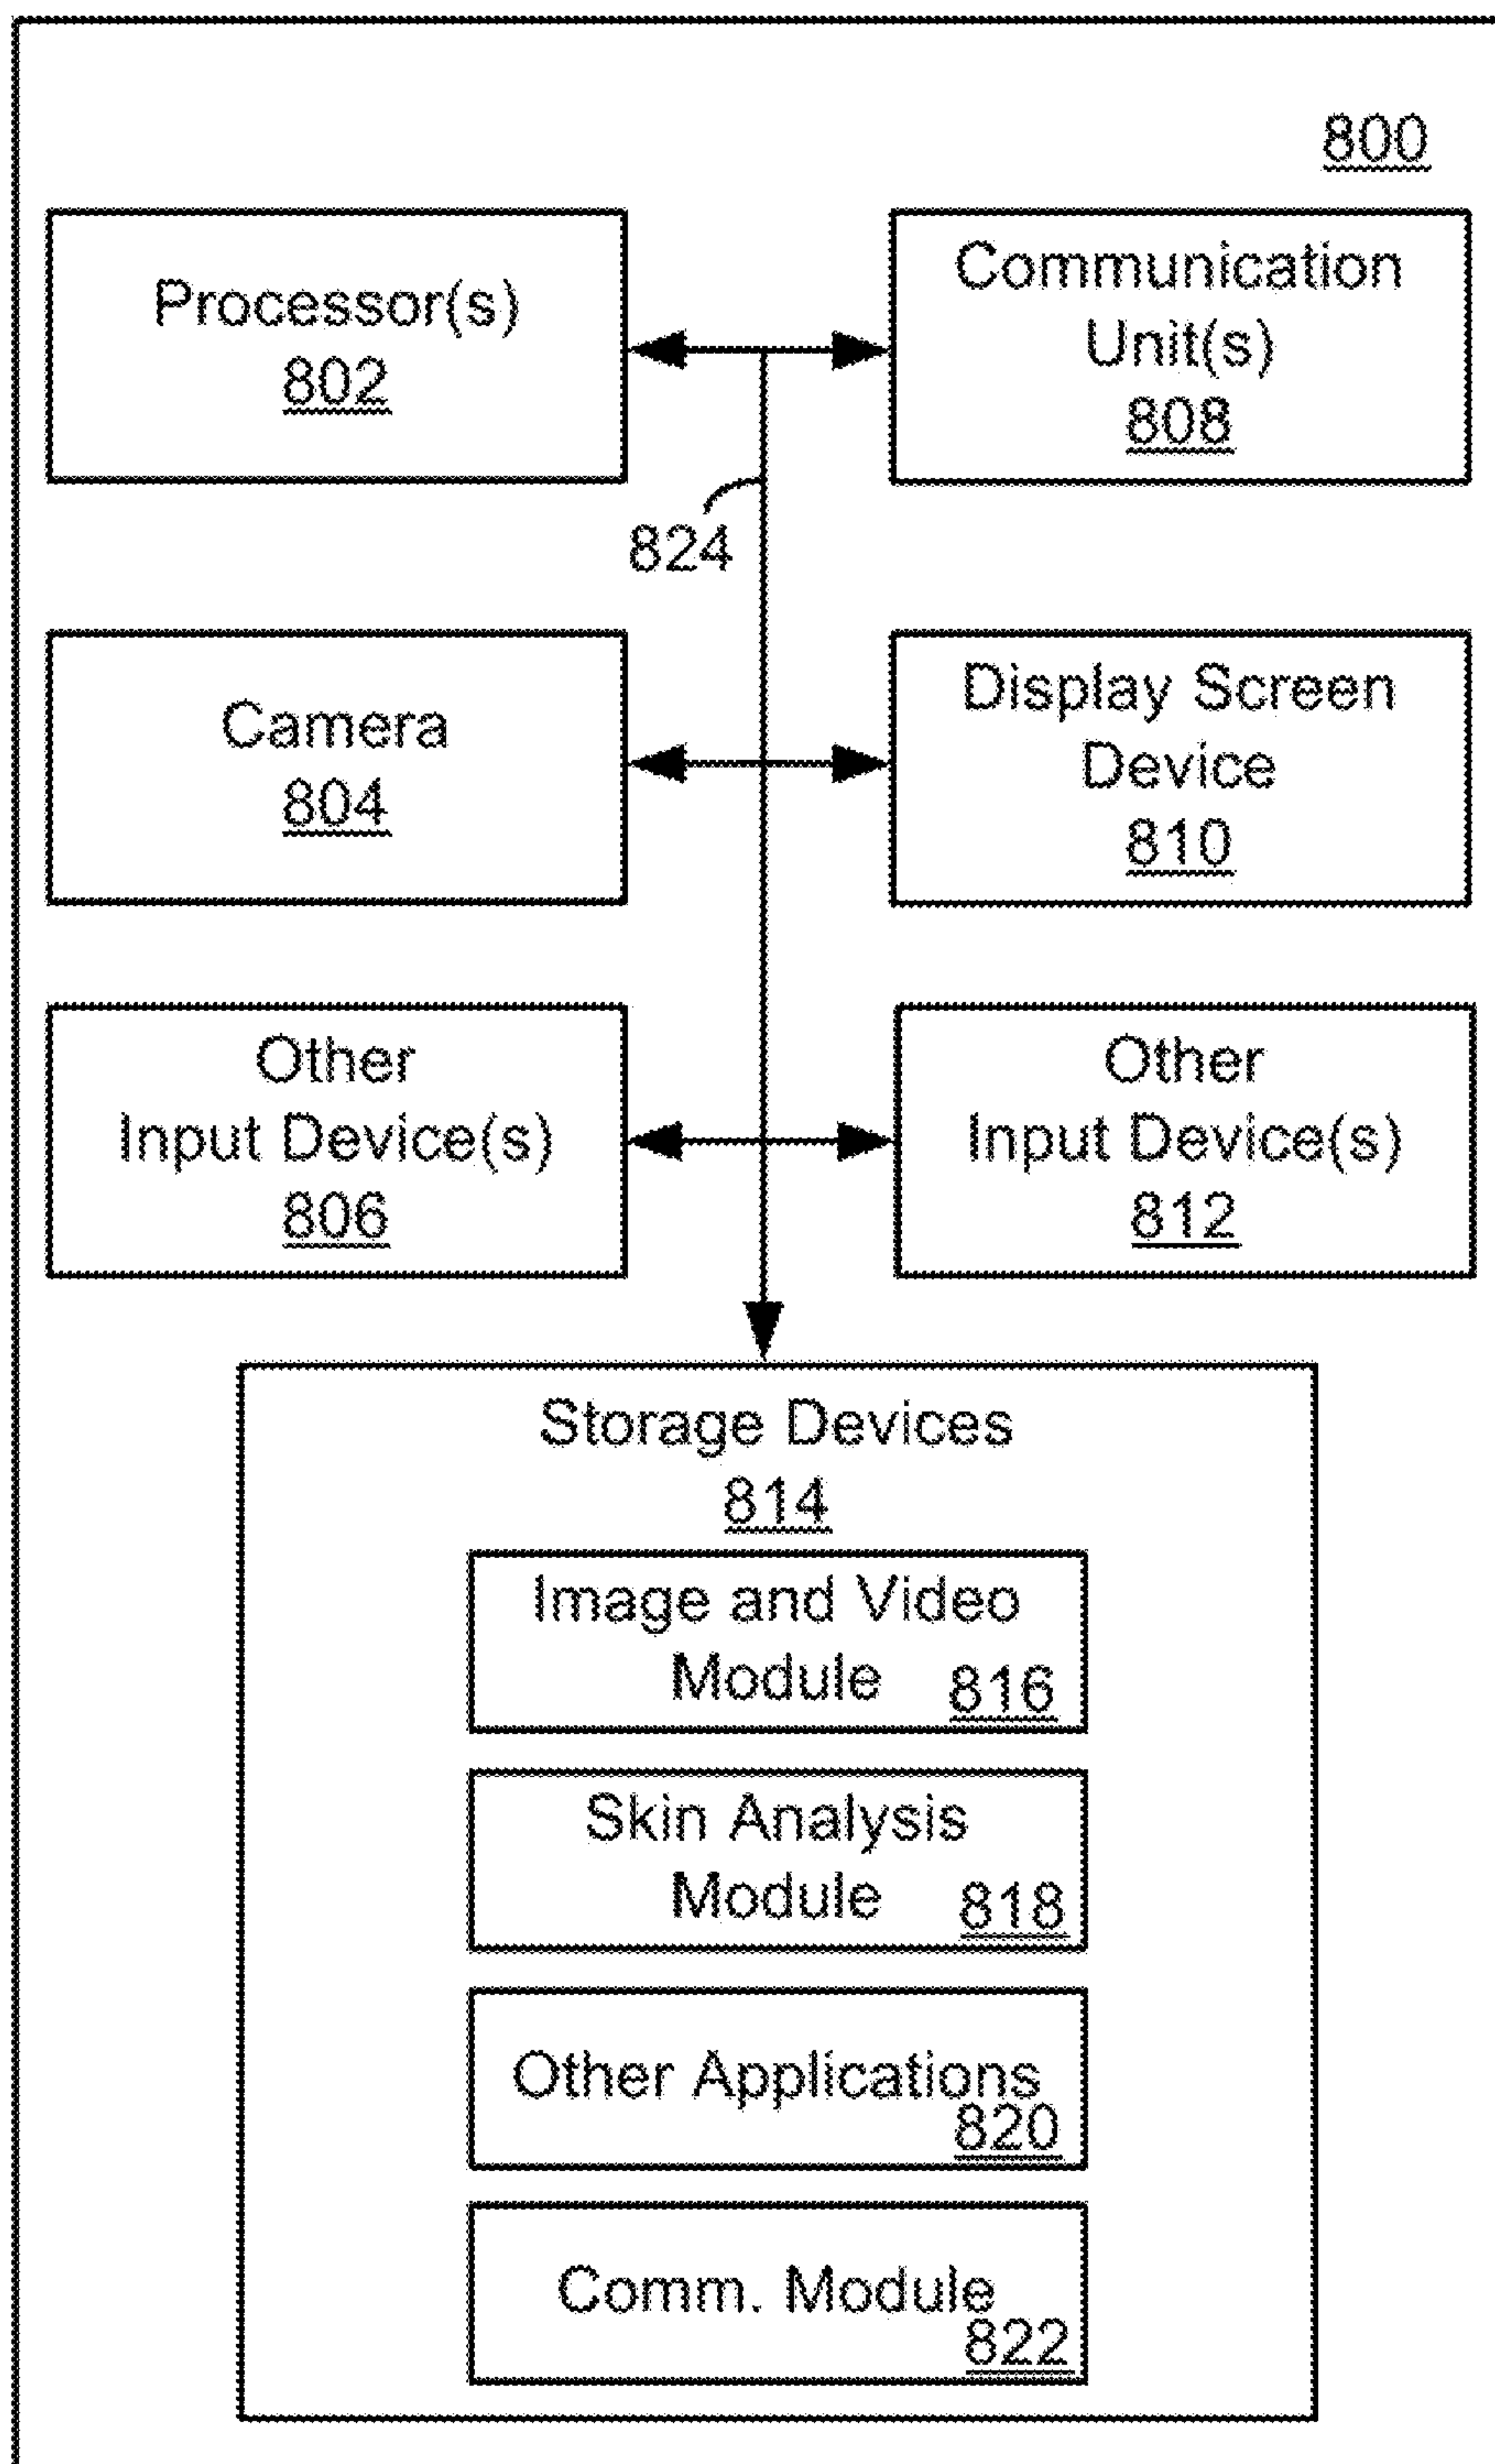 800
Processor(s)
802
Communication
Unit(s)
808
824
Camera
804
Display Screen
Device
810
Other
Input Device(s)
806
Other
Input Device(s)
812
Storage Devices
814
Image and Video
Module 816
Skin Analysis
Module 818
Other Applications
820
Comm. Module
822